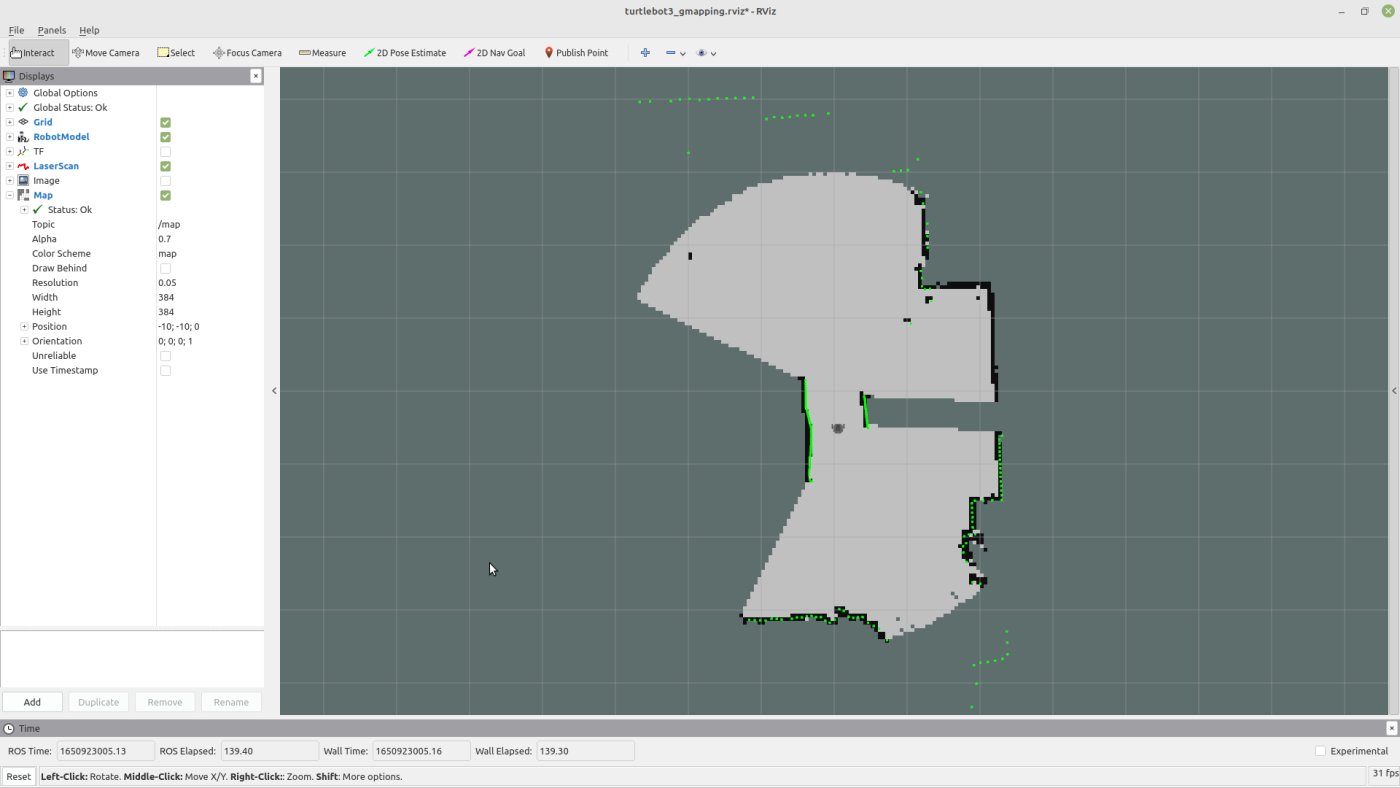 turtlebot3_gmapping.rviz* - RViz
File Panels Help
Interact Move Camera Select Focus Camera Measure 2D Pose Estimate 2D Nav Goal Publish Point
Displays
Global Options
Global Status: Ok
Grid
RobotModel
TF
LaserScan
Image
Map
Status: Ok
Topic /map
Alpha 0.7
Color Scheme map
Draw Behind
Resolution 0.05
Width 384
Height 384
Position -10; -10; 0
Orientation 0; 0; 0; 1
Unreliable
Use Timestamp
Add Duplicate Remove Rename
Time
ROS Time: 1650923005.13 ROS Elapsed: 139.40 Wall Time: 1650923005.16 Wall Elapsed: 139.30 Experimental
Reset Left-Click: Rotate. Middle-Click: Move X/Y. Right-Click:: Zoom. Shift: More options. 31 fps